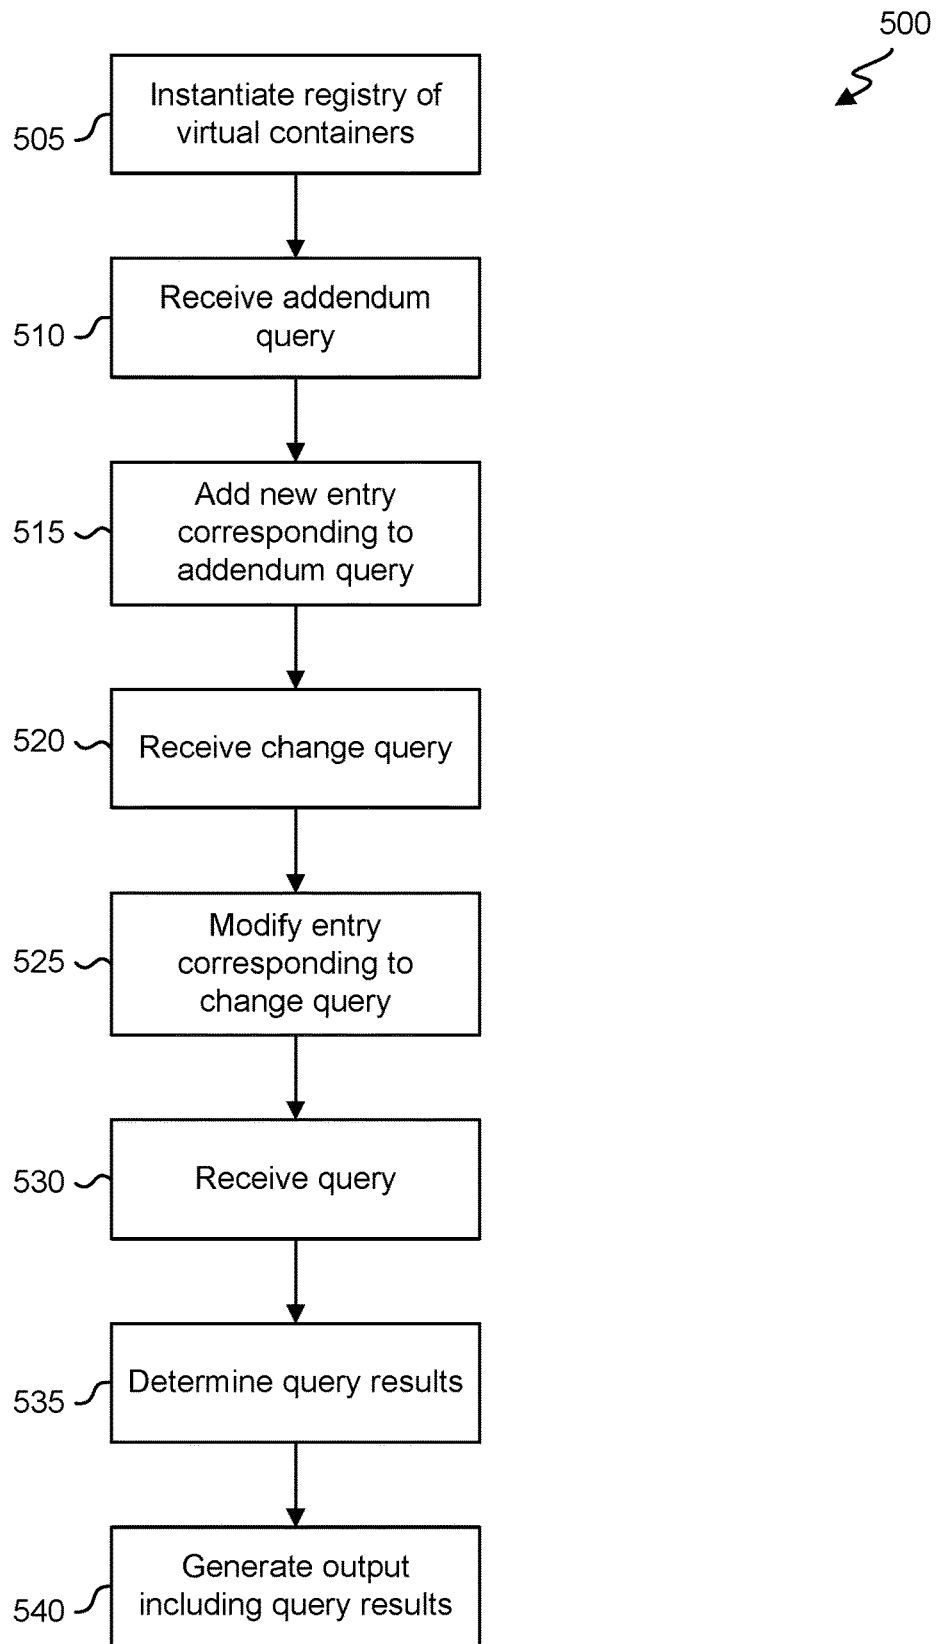 500
505
Instantiate registry of
virtual containers
510
Receive addendum
query
515
Add new entry
corresponding to
addendum query
520
Receive change query
525
Modify entry
corresponding to
change query
530
Receive query
535
Determine query results
540
Generate output
including query results